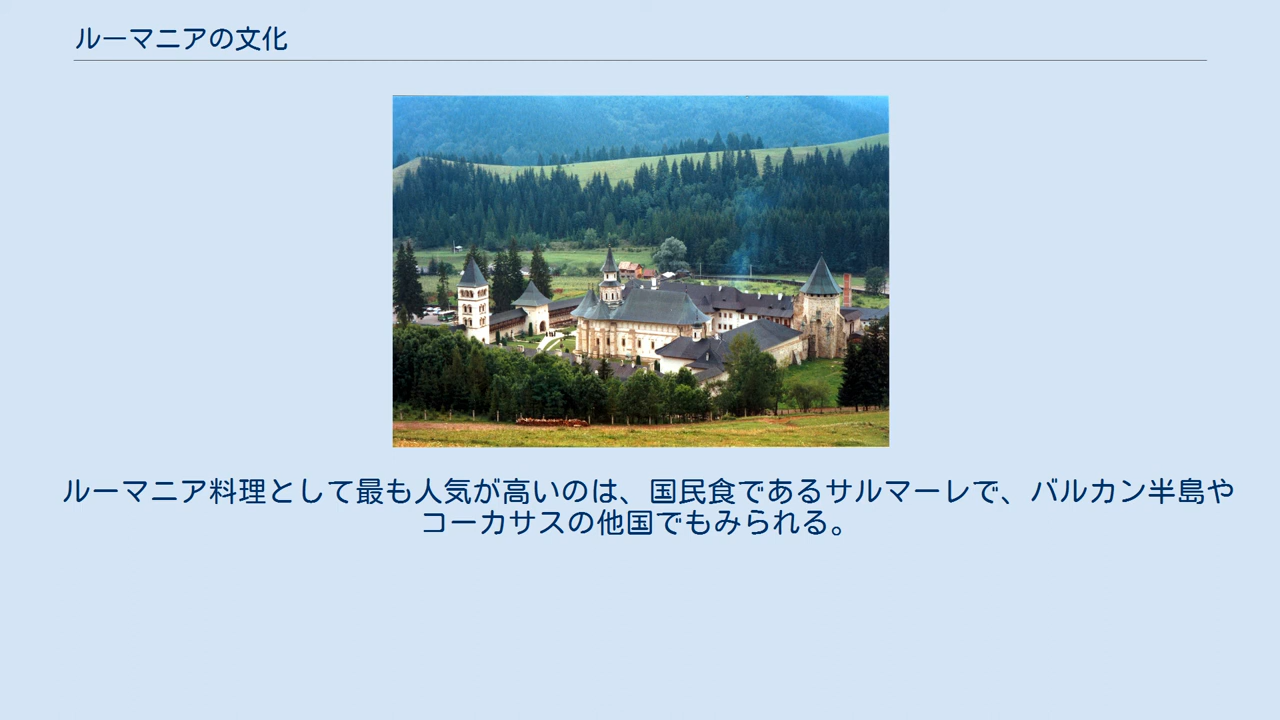 ルーマニアの文化
ルーマニア料理として最も人気が高いのは、国民食であるサルマーレで、バルカン半島や
コーカサスの他国でもみられる。